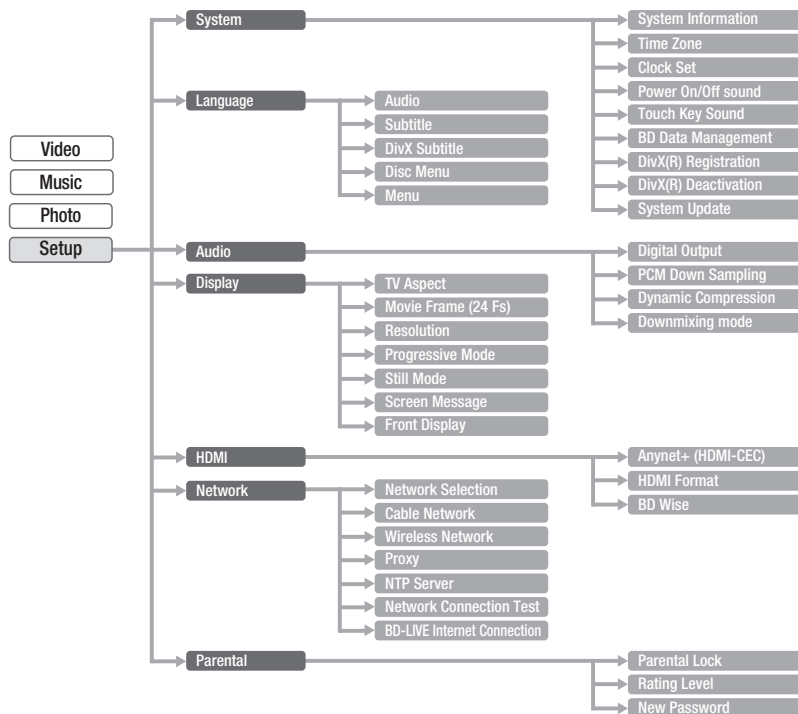 Video
Music
Photo
Setup
System
System Information
Time Zone
Clock Set
Power On/Off sound
Touch Key Sound
BD Data Management
DivX(R) Registration
DivX(R) Deactivation
System Update
Language
Audio
Subtitle
DivX Subtitle
Disc Menu
Menu
Audio
Digital Output
PCM Down Sampling
Dynamic Compression
Downmixing mode
Display
TV Aspect
Movie Frame (24 Fs)
Resolution
Progressive Mode
Still Mode
Screen Message
Front Display
HDMI
Anynet+ (HDMI-CEC)
HDMI Format
BD Wise
Network
Network Selection
Cable Network
Wireless Network
Proxy
NTP Server
Network Connection Test
BD-LIVE Internet Connection
Parental
Parental Lock
Rating Level
New Password